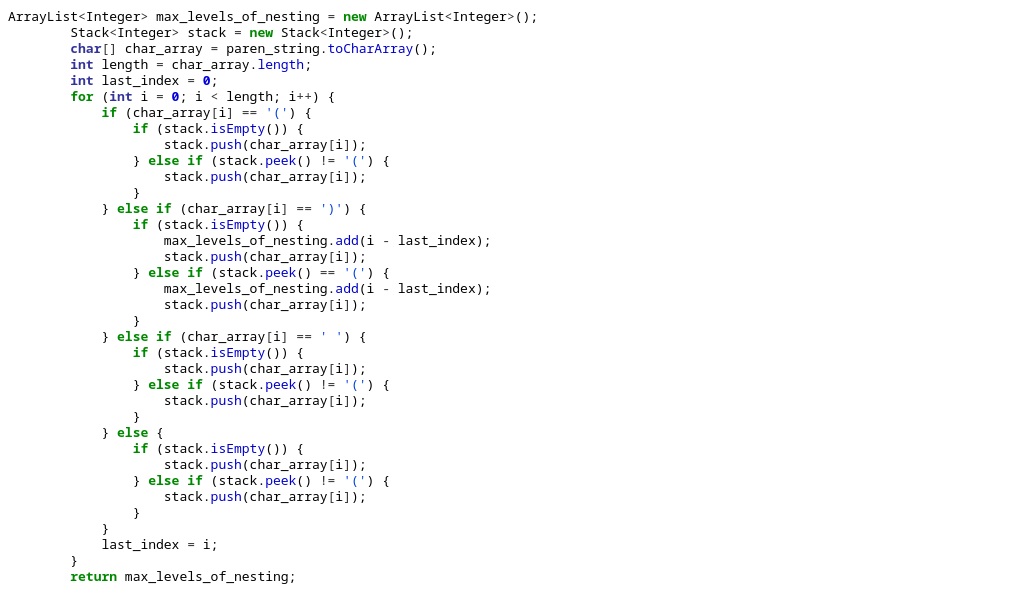 ArrayList<Integer> max_levels_of_nesting = new ArrayList<Integer>();
        Stack<Integer> stack = new Stack<Integer>();
        char[] char_array = paren_string.toCharArray();
        int length = char_array.length;
        int last_index = 0;
        for (int i = 0; i < length; i++) {
            if (char_array[i] == '(') {
                if (stack.isEmpty()) {
                    stack.push(char_array[i]);
                } else if (stack.peek() != '(') {
                    stack.push(char_array[i]);
                }
            } else if (char_array[i] == ')') {
                if (stack.isEmpty()) {
                    max_levels_of_nesting.add(i - last_index);
                    stack.push(char_array[i]);
                } else if (stack.peek() == '(') {
                    max_levels_of_nesting.add(i - last_index);
                    stack.push(char_array[i]);
                }
            } else if (char_array[i] == ' ') {
                if (stack.isEmpty()) {
                    stack.push(char_array[i]);
                } else if (stack.peek() != '(') {
                    stack.push(char_array[i]);
                }
            } else {
                if (stack.isEmpty()) {
                    stack.push(char_array[i]);
                } else if (stack.peek() != '(') {
                    stack.push(char_array[i]);
                }
            }
            last_index = i;
        }
        return max_levels_of_nesting;